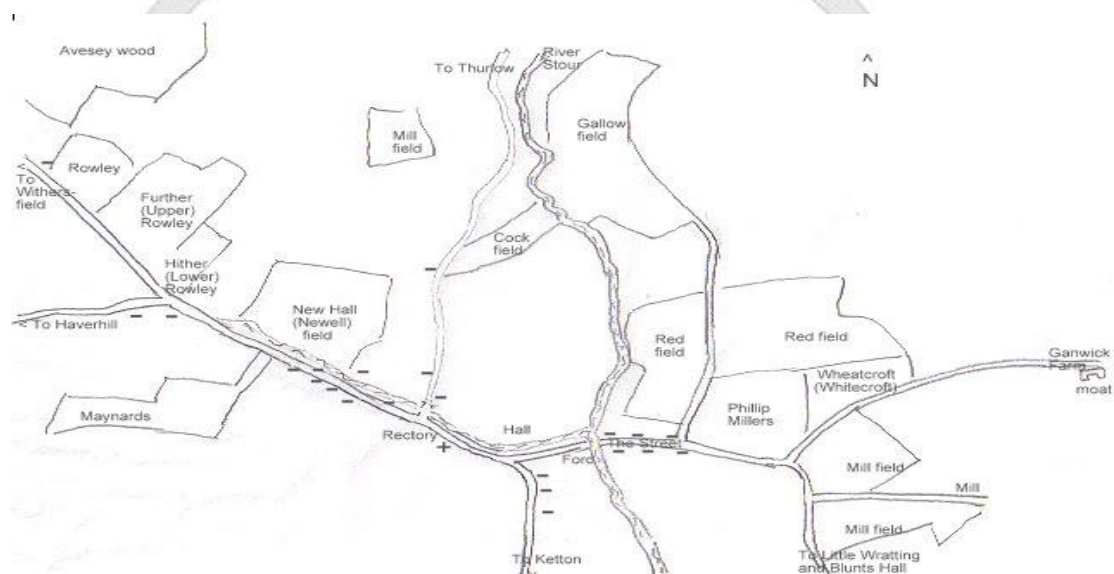 Avesey wood
River
Stour
To Thurlow
^
N
Mill
field
Gallow
field
Rowley
<
To
Withers-
field
Further
(Upper)
Rowley
Cock
field
Hither
(Lower)
Rowley
New Hall
(Newell)
field
< To Haverhill
Red
field
Red field
Ganwick
Farm
moat
Wheatcroft
(Whitecroft)
Maynards
Phillip
Millers
Rectory
+
Hall
The Street
Ford
Mill field
Mill
Mill field
To Ketton
To Little Wratting
and Blunts Hall